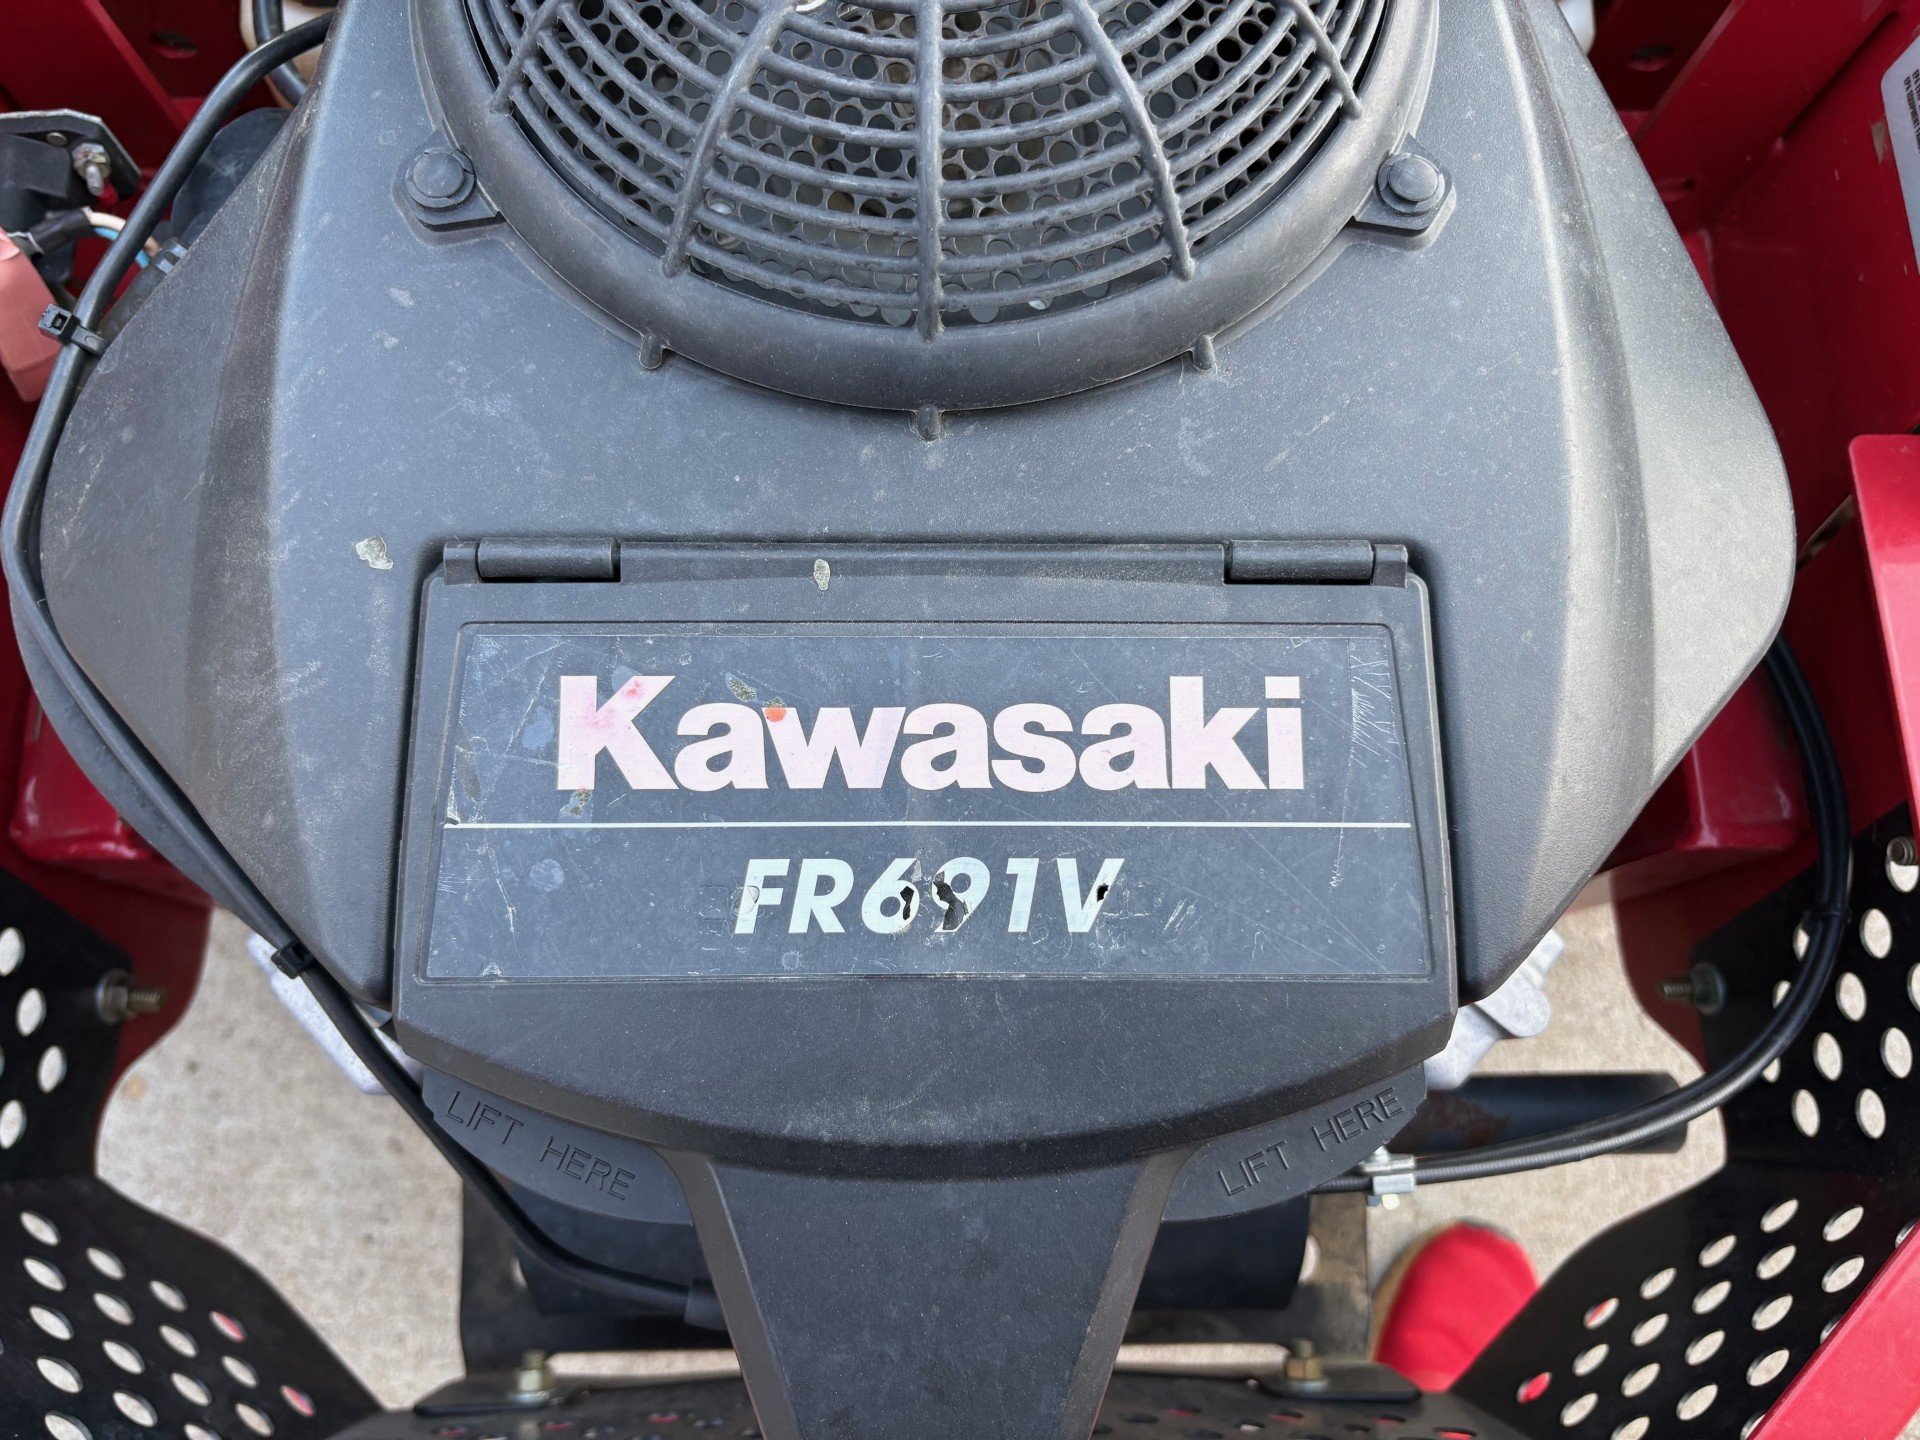 Kawasaki
FR691V
LIFT HERE
LIFT HERE